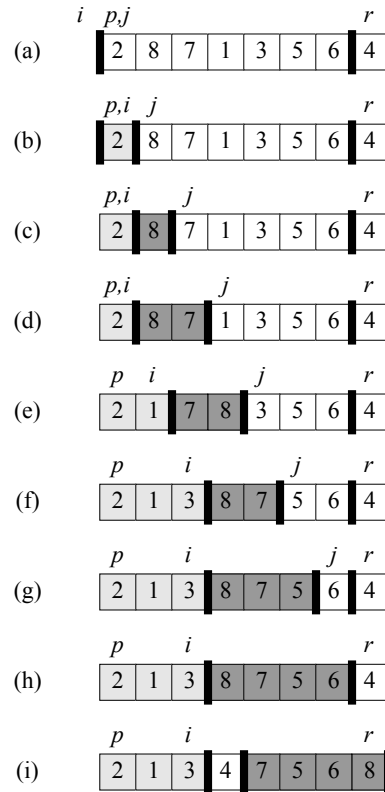 i p,j r
(a) 2 8 7 1 3 5 6 4
p,i j r
(b) 2 8 7 1 3 5 6 4
p,i j r
(c) 2 8 7 1 3 5 6 4
p,i j r
(d) 2 8 7 1 3 5 6 4
p i j r
(e) 2 1 7 8 3 5 6 4
p i j r
(f) 2 1 3 8 7 5 6 4
p i j r
(g) 2 1 3 8 7 5 6 4
p i r
(h) 2 1 3 8 7 5 6 4
p i r
(i) 2 1 3 4 7 5 6 8